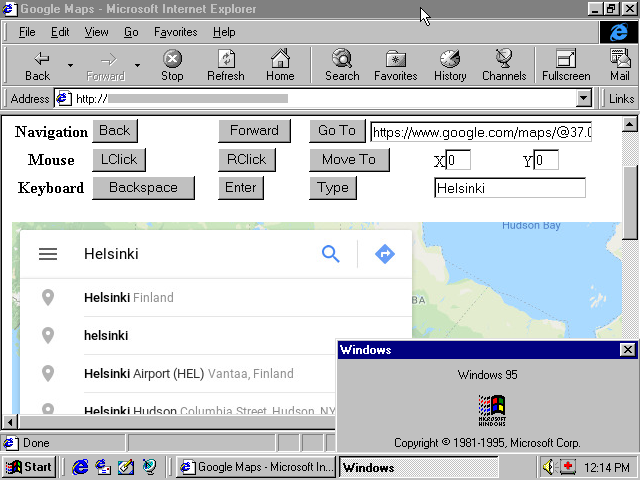 Google Maps - Microsoft Internet Explorer
File Edit View Go Favorites Help
Back Forward Stop Refresh Home Search Favorites History Channels Fullscreen Mail
Address http:// Links
Navigation Back Forward Go To https://www.google.com/maps/@37.0
Mouse LClick RClick Move To X 0 Y 0
Keyboard Backspace Enter Type Helsinki
Hudson Bay
Helsinki
Helsinki Finland
BA
helsinki
Helsinki Airport (HEL) Vantaa, Finland
Helsinki Hudson Columbia Street, Hudson, NY
Windows
Windows 95
MICROSOFT
WINDOWS
Copyright © 1981-1995, Microsoft Corp.
Done
Start Google Maps - Microsoft In... Windows 12:14 PM